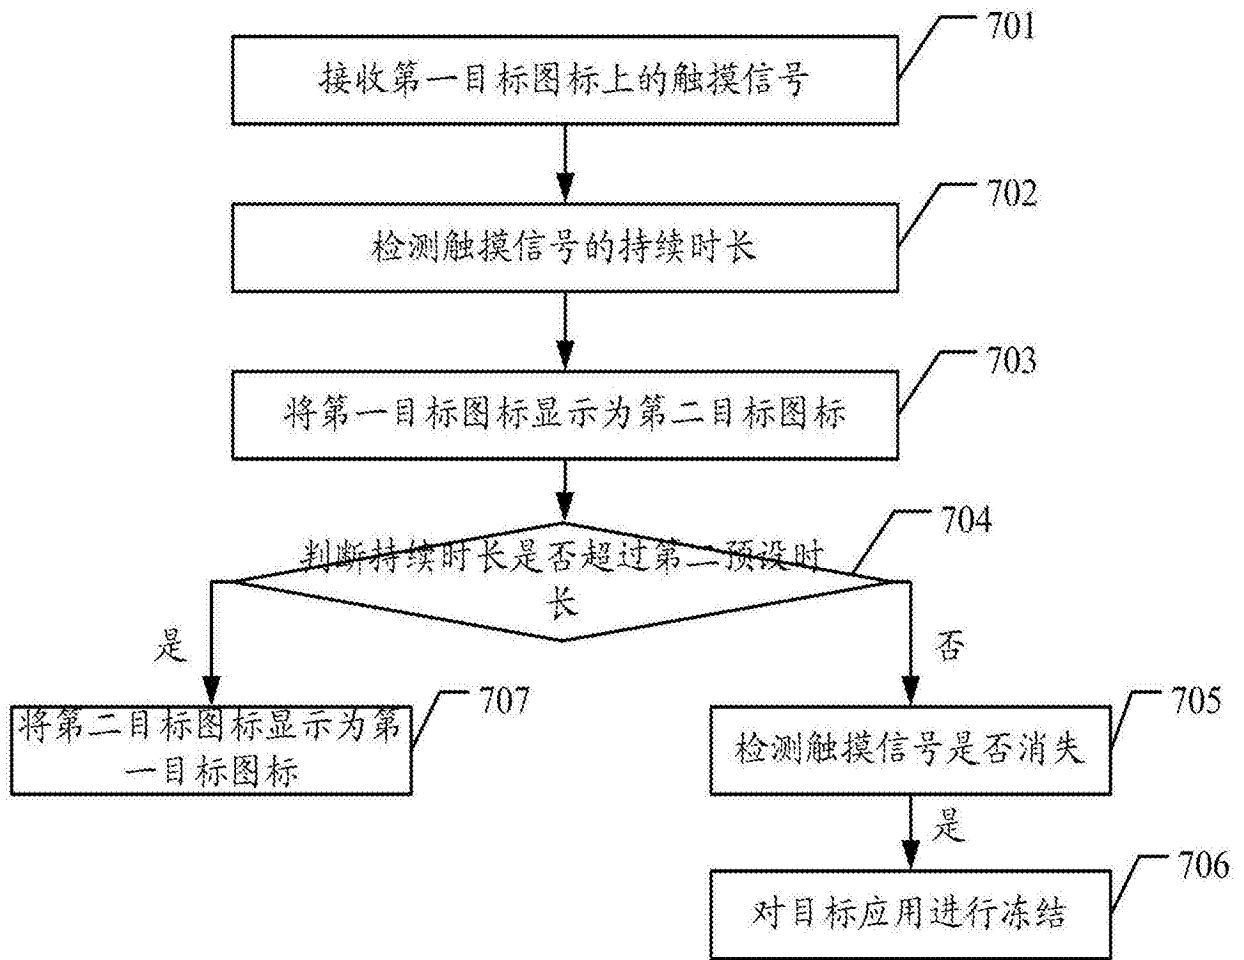 701
接收第一目标图标上的触摸信号
702
检测触摸信号的持续时长
703
将第一目标图标显示为第二目标图标
704
判断持续时长是否超过第二预设时
长
是
否
707
将第二目标图标显示为第
一目标图标
705
检测触摸信号是否消失
是
706
对目标应用进行冻结